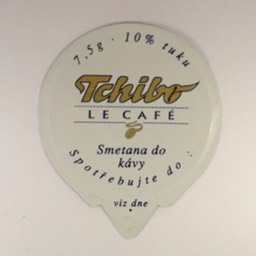 7,5g · 10% tuku
Tchibo
LE CAFÉ
Smetana do
kávy
Spotřebujte do :
viz dne